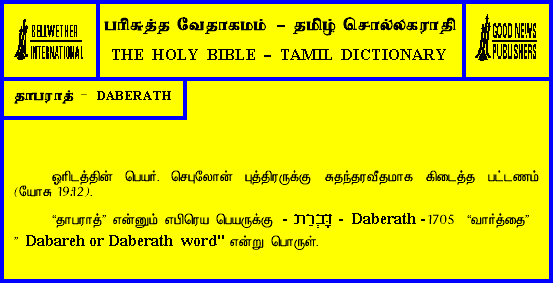 BELLWETHER
INTERNATIONAL
பரிசுத்த வேதாகமம் – தமிழ் சொல்லகராதி
THE HOLY BIBLE – TAMIL DICTIONARY
GOOD NEWS
PUBLISHERS
தாபராத் – DABERATH
ஓரிடத்தின் பெயர். செபுலோன் புத்திரருக்கு சுதந்தரவீதமாக கிடைத்த பட்டணம்
(யோசு 19:12).
“தாபராத்” என்னும் எபிரெய பெயருக்கு - דָּבְרַת - Daberath - 1705 “வார்த்தை”
” Dabareh or Daberath word" என்று பொருள்.